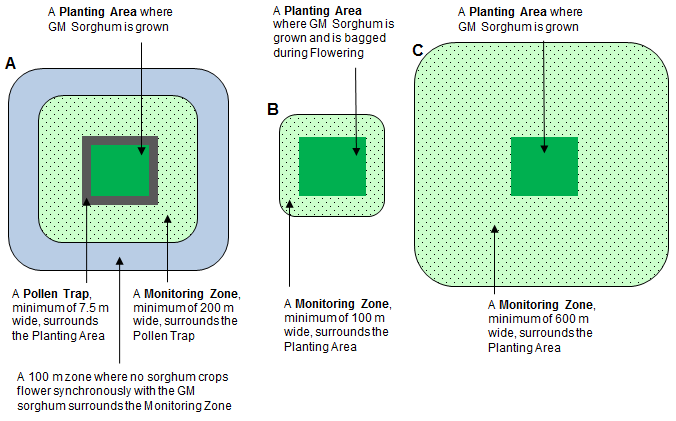 A Planting Area where
GM Sorghum is grown
A
A Pollen Trap,
minimum of 7.5 m
wide, surrounds
the Planting Area
A Monitoring Zone,
minimum of 200 m
wide, surrounds the
Pollen Trap
A 100 m zone where no sorghum crops
flower synchronously with the GM
sorghum surrounds the Monitoring Zone
A Planting Area
where GM Sorghum is
grown and is bagged
during Flowering
B
A Monitoring Zone,
minimum of 100 m
wide, surrounds the
Planting Area
A Planting Area where
GM Sorghum is grown
C
A Monitoring Zone,
minimum of 600 m
wide, surrounds the
Planting Area